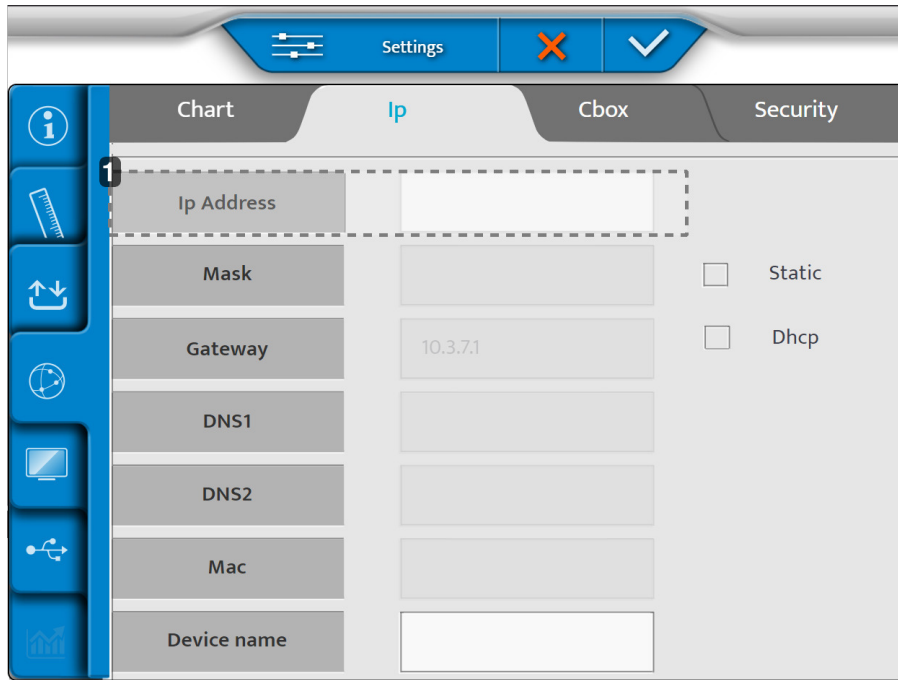 Settings
Chart Ip Cbox Security
1
Ip Address
Mask Static
Gateway 10.3.7.1 Dhcp
DNS1
DNS2
Mac
Device name